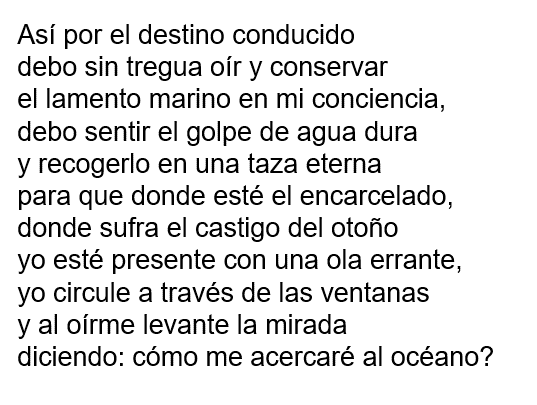 Así por el destino conducido
debo sin tregua oír y conservar
el lamento marino en mi conciencia,
debo sentir el golpe de agua dura
y recogerlo en una taza eterna
para que donde esté el encarcelado,
donde sufra el castigo del otoño
yo esté presente con una ola errante,
yo circule a través de las ventanas
y al oírme levante la mirada
diciendo: cómo me acercaré al océano?